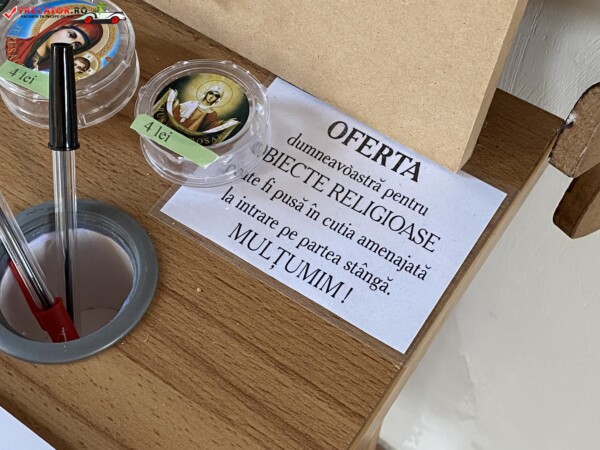 4 lei
4 lei
OFERTA
dumneavoastră pentru
OBIECTE RELIGIOASE
fi pusă în cutia amenajată
la intrare pe partea stângă.
MULȚUMIM!